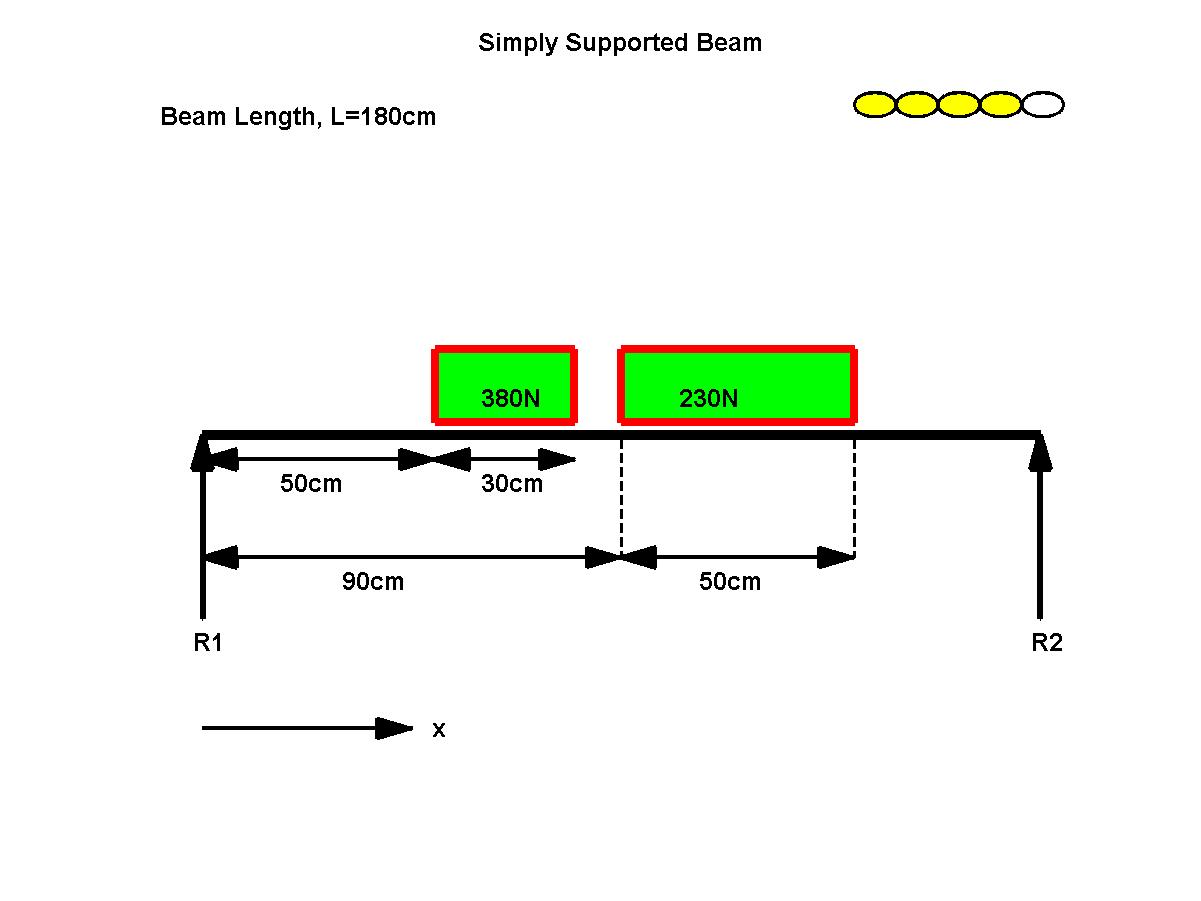 Simply Supported Beam
Beam Length, L=180cm
380N
230N
50cm
30cm
90cm
50cm
R1
R2
x